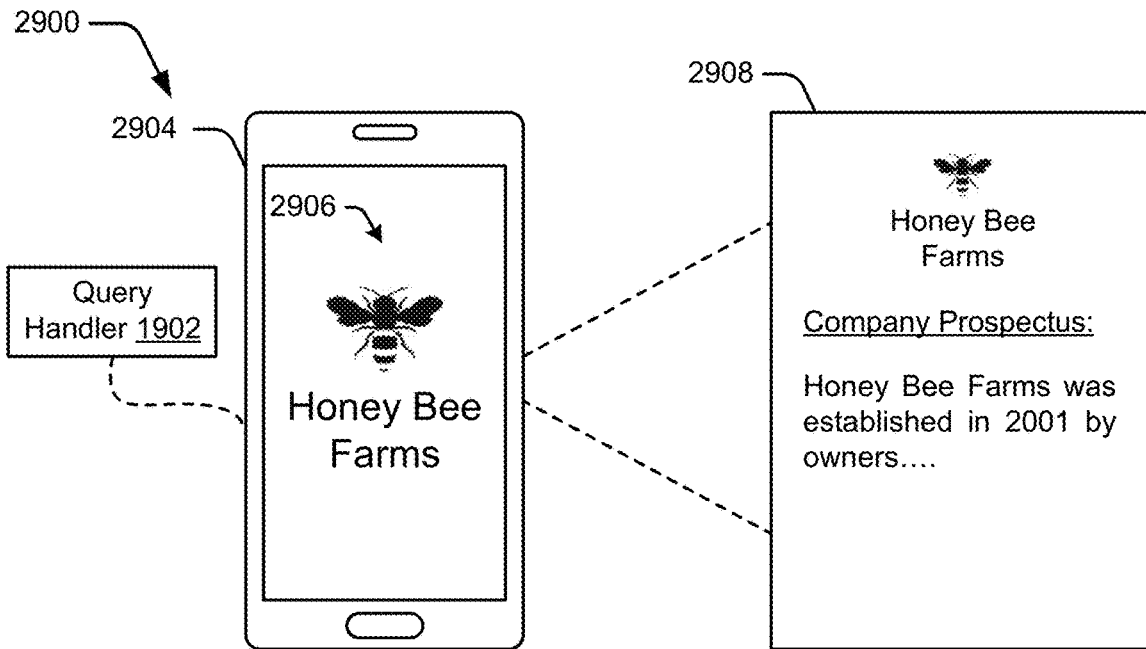 2900
2904
2906
Query
Handler 1902
Honey Bee
Farms
2908
Honey Bee
Farms
Company Prospectus:
Honey Bee Farms was
established in 2001 by
owners....